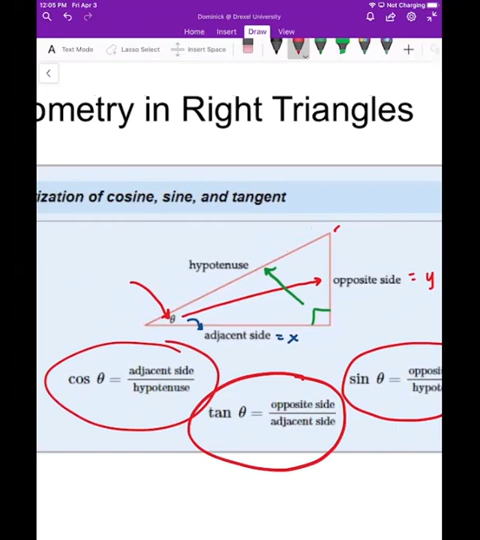 12:05 PM Fri Apr 3
Not Charging
Dominick @ Drexel University
Home Insert Draw View
A Text Mode Lasso Select Insert Space
ometry in Right Triangles
ization of cosine, sine, and tangent
hypotenuse
opposite side = y
θ
adjacent side = x
cos θ = adjacent side
hypotenuse
sin θ = opposi
hypot
tan θ = opposite side
adjacent side